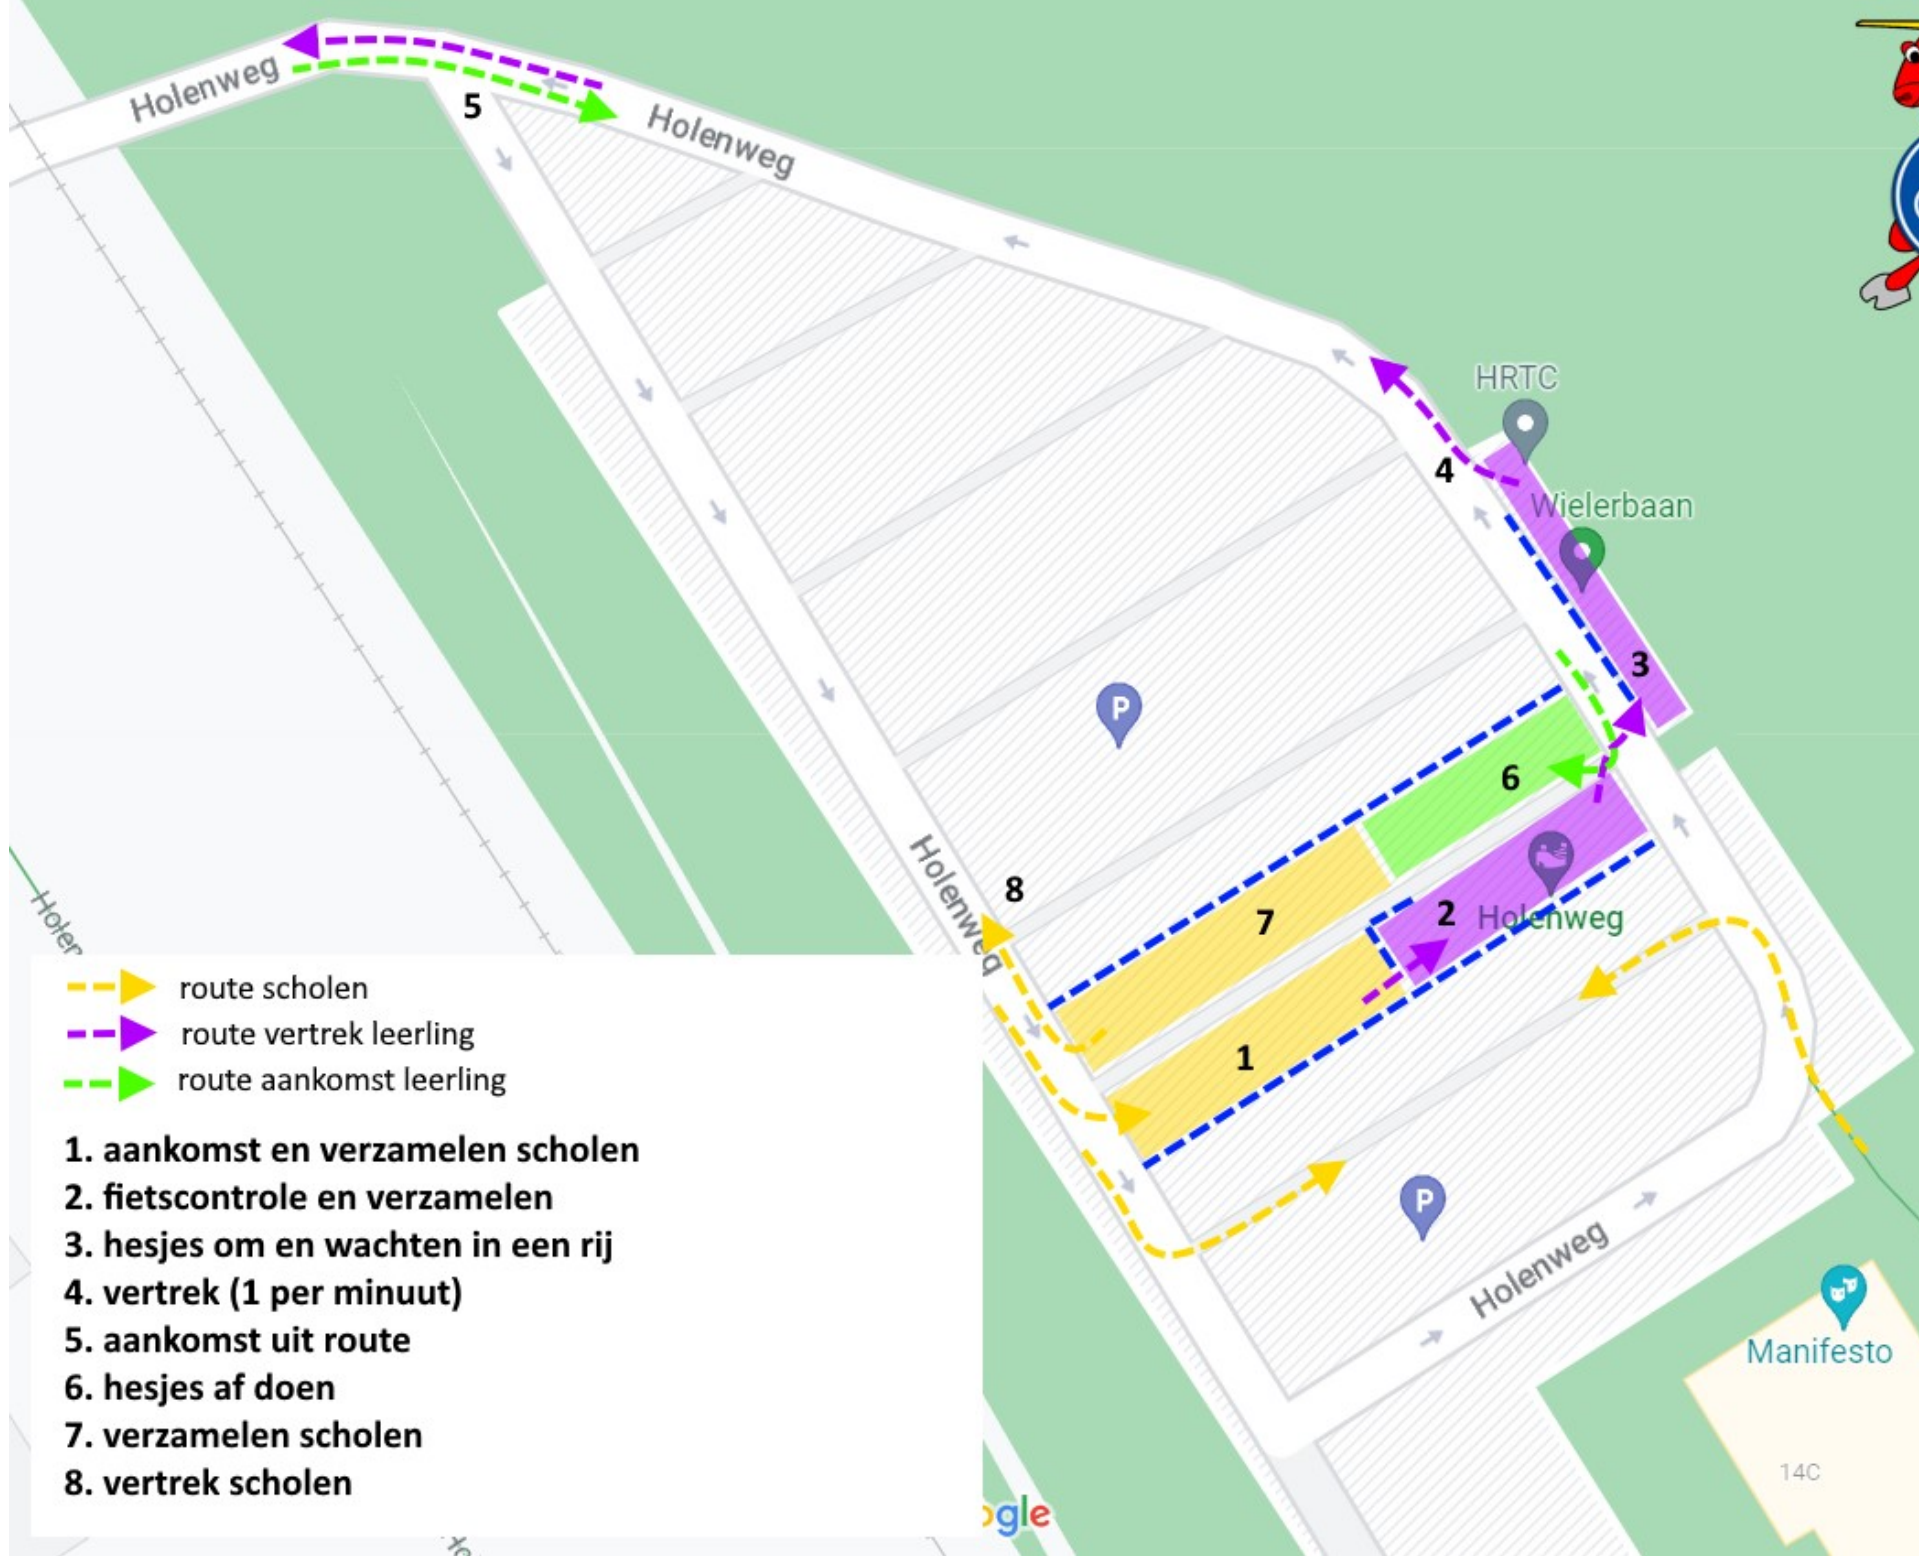 Holenweg
5
Holenweg
HRTC
4
Wielerbaan
3
P
6
Holenweg
8
7
2
Holenweg
1
P
Holenweg
Manifesto
14C
route scholen
route vertrek leerling
route aankomst leerling
1. aankomst en verzamelen scholen
2. fietscontrole en verzamelen
3. hesjes om en wachten in een rij
4. vertrek (1 per minuut)
5. aankomst uit route
6. hesjes af doen
7. verzamelen scholen
8. vertrek scholen
ogle
Holen
Ho